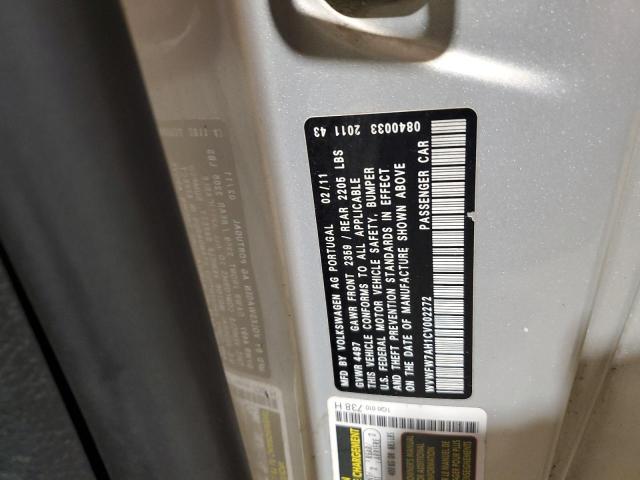 MFD BY VOLKSWAGEN AG PORTUGAL 02/11 2011 43 0840033
GVWR 4497 GAWR FRONT 2359 / REAR 2205 LBS
THIS VEHICLE CONFORMS TO ALL APPLICABLE
U.S. FEDERAL MOTOR VEHICLE SAFETY, BUMPER
AND THEFT PREVENTION STANDARDS IN EFFECT
ON DATE OF MANUFACTURE SHOWN ABOVE
WVWFW7AH1CV002272 PASSENGER CAR
1Q0 010 738 H
CHARGEMENT